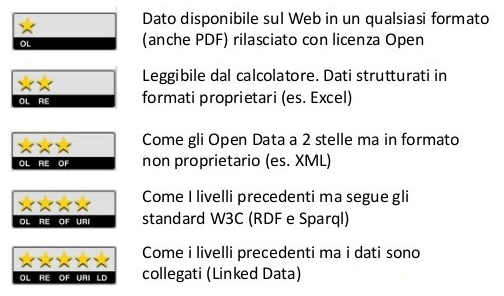 Dato disponibile sul Web in un qualsiasi formato
(anche PDF) rilasciato con licenza Open
OL
Leggibile dal calcolatore. Dati strutturati in
formati proprietari (es. Excel)
OL RE
Come gli Open Data a 2 stelle ma in formato
non proprietario (es. XML)
OL RE OF
Come I livelli precedenti ma segue gli
standard W3C (RDF e Sparql)
OL RE OF URI
Come i livelli precedenti ma i dati sono
collegati (Linked Data)
OL RE OF URI LD